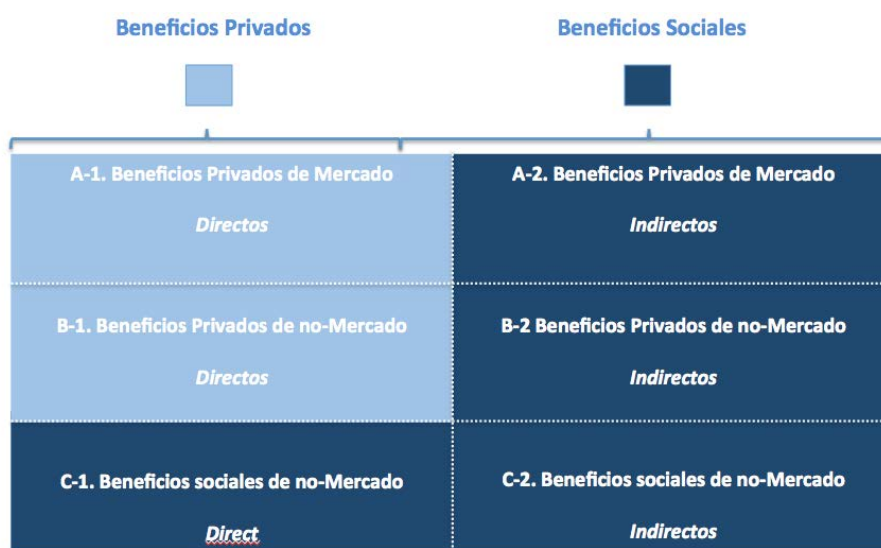 Beneficios Privados
Beneficios Sociales
A-1. Beneficios Privados de Mercado
Directos
A-2. Beneficios Privados de Mercado
Indirectos
B-1. Beneficios Privados de no-Mercado
Directos
B-2 Beneficios Privados de no-Mercado
Indirectos
C-1. Beneficios sociales de no-Mercado
Direct
C-2. Beneficios sociales de no-Mercado
Indirectos